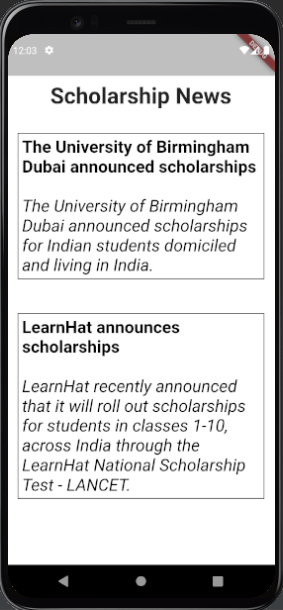 12:03
DEBUG
Scholarship News
The University of Birmingham
Dubai announced scholarships
The University of Birmingham
Dubai announced scholarships
for Indian students domiciled
and living in India.
LearnHat announces
scholarships
LearnHat recently announced
that it will roll out scholarships
for students in classes 1-10,
across India through the
LearnHat National Scholarship
Test - LANCET.